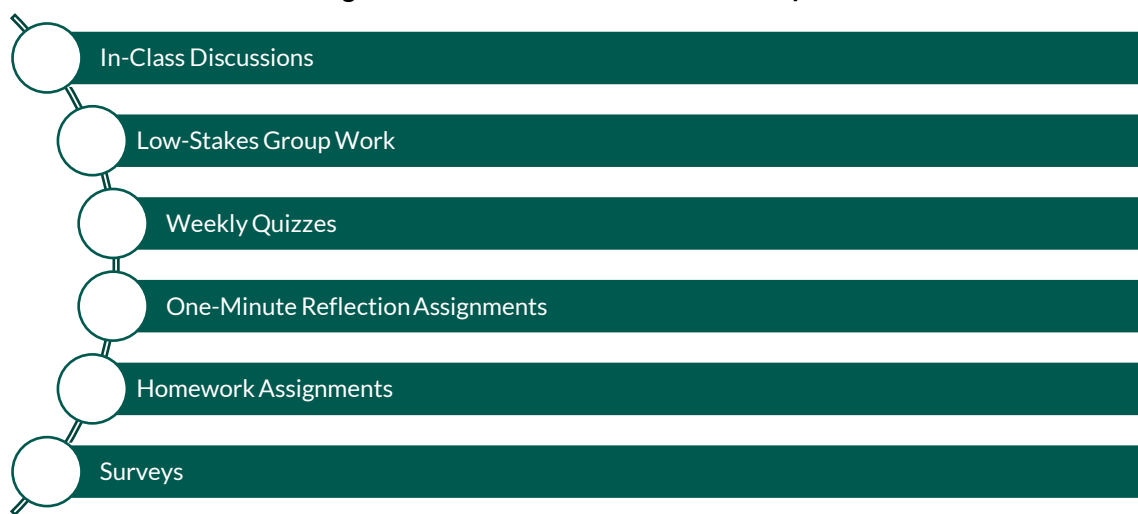 In-Class Discussions
Low-Stakes Group Work
Weekly Quizzes
One-Minute Reflection Assignments
Homework Assignments
Surveys